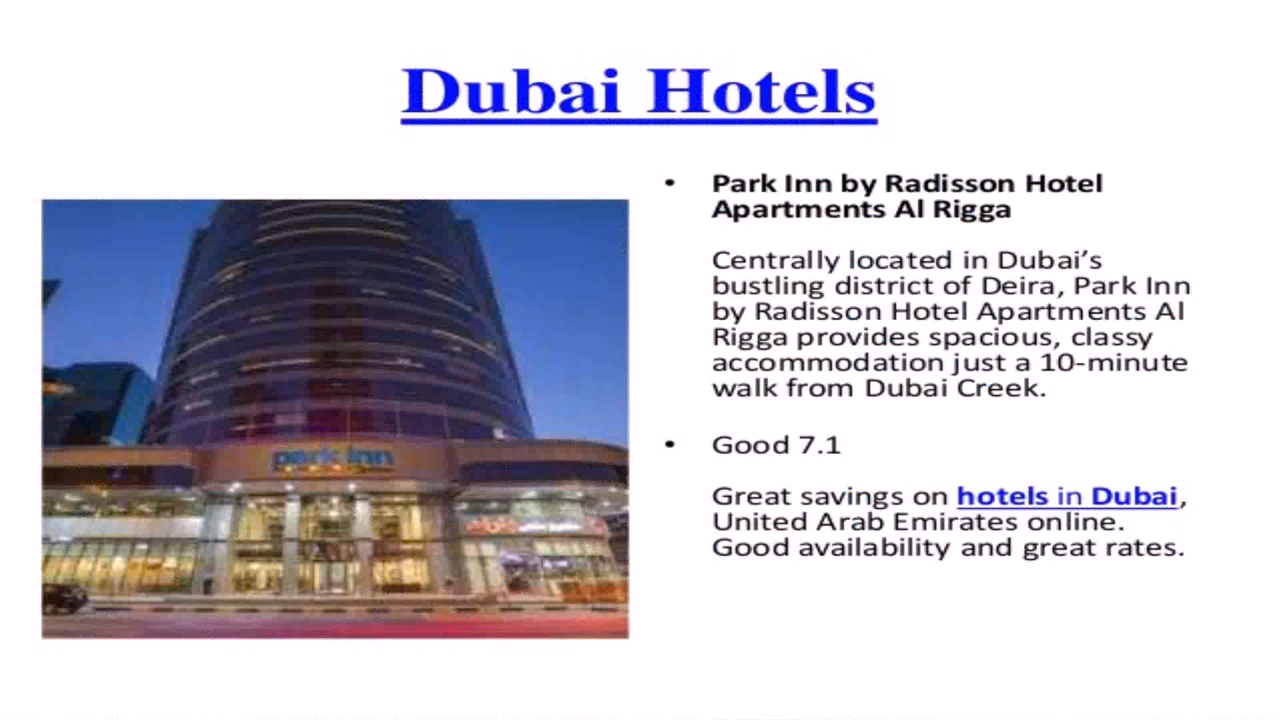 Dubai Hotels
• Park Inn by Radisson Hotel
Apartments Al Rigga
Centrally located in Dubai’s
bustling district of Deira, Park Inn
by Radisson Hotel Apartments Al
Rigga provides spacious, classy
accommodation just a 10-minute
walk from Dubai Creek.
• Good 7.1
Great savings on hotels in Dubai,
United Arab Emirates online.
Good availability and great rates.
park inn